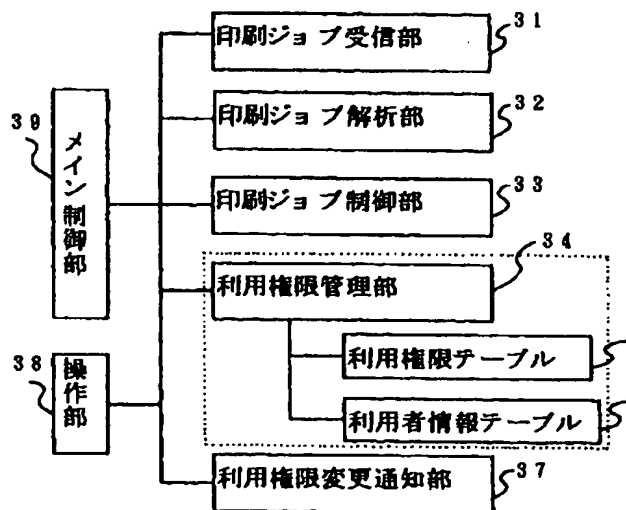 印刷ジョブ受信部
31
印刷ジョブ解析部
32
39
メイン制御部
印刷ジョブ制御部
33
34
利用権限管理部
利用権限テーブル
38
操作部
利用者情報テーブル
利用権限変更通知部
37